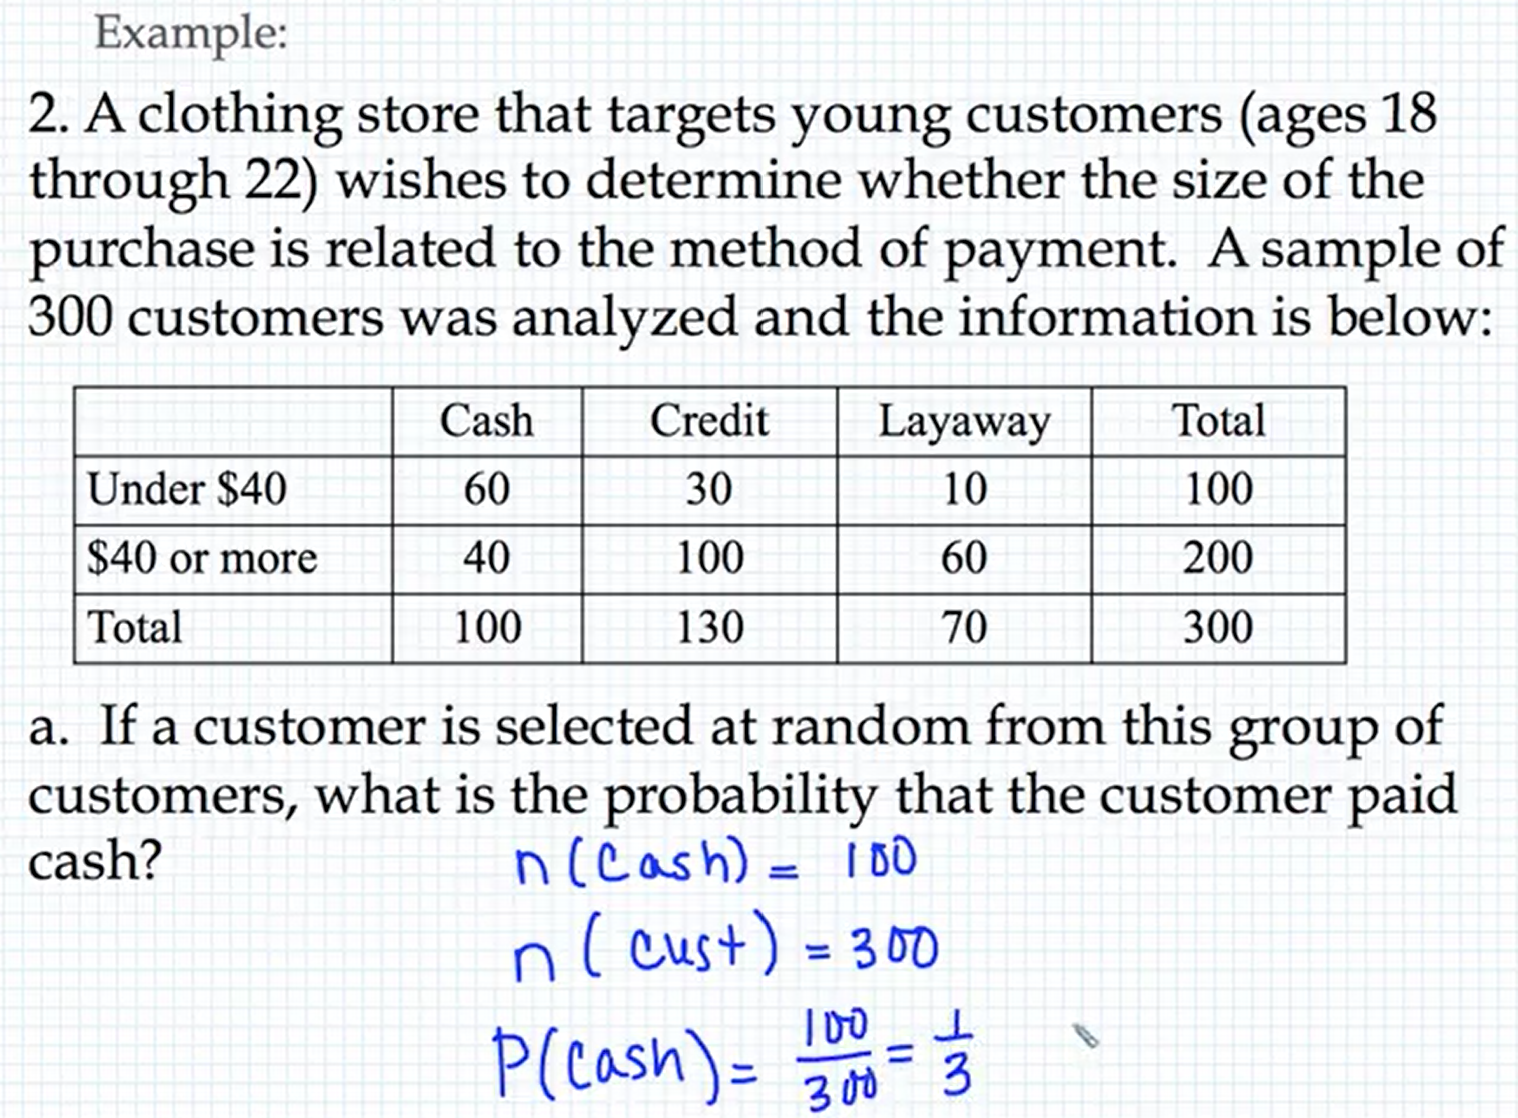 Example:
2. A clothing store that targets young customers (ages 18
through 22) wishes to determine whether the size of the
purchase is related to the method of payment. A sample of
300 customers was analyzed and the information is below:
Cash Credit Layaway Total
Under $40 60 30 10 100
$40 or more 40 100 60 200
Total 100 130 70 300
a. If a customer is selected at random from this group of
customers, what is the probability that the customer paid
cash?
n(Cash) = 100
n(cust) = 300
P(Cash) = 100/300 = 1/3